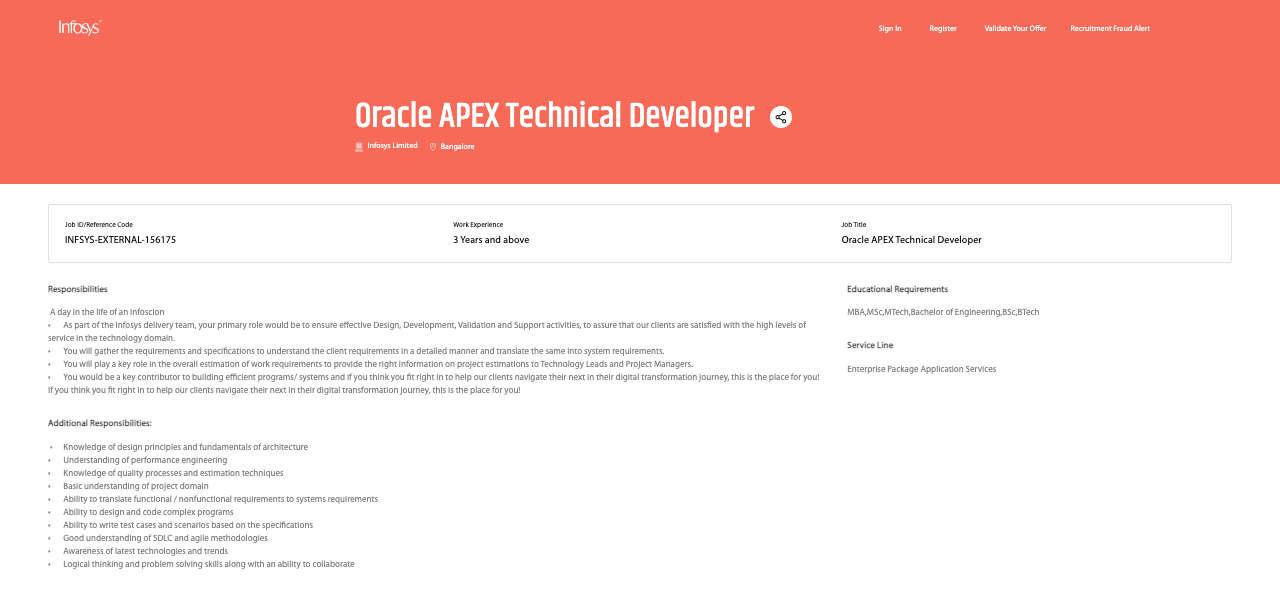 Infosys
Sign In Register Validate Your Offer Recruitment Fraud Alert
Oracle APEX Technical Developer
Infosys Limited Bangalore
Job ID/Reference Code Work Experience Job Title
INFSYS-EXTERNAL-156175 3 Years and above Oracle APEX Technical Developer
Responsibilities
A day in the life of an Infoscion
• As part of the Infosys delivery team, your primary role would be to ensure effective Design, Development, Validation and Support activities, to assure that our clients are satisfied with the high levels of
service in the technology domain.
• You will gather the requirements and specifications to understand the client requirements in a detailed manner and translate the same into system requirements.
• You will play a key role in the overall estimation of work requirements to provide the right information on project estimations to Technology Leads and Project Managers.
• You would be a key contributor to building efficient programs/ systems and if you think you fit right in to help our clients navigate their next in their digital transformation journey, this is the place for you!
If you think you fit right in to help our clients navigate their next in their digital transformation journey, this is the place for you!
Additional Responsibilities:
• Knowledge of design principles and fundamentals of architecture
• Understanding of performance engineering
• Knowledge of quality processes and estimation techniques
• Basic understanding of project domain
• Ability to translate functional / nonfunctional requirements to systems requirements
• Ability to design and code complex programs
• Ability to write test cases and scenarios based on the specifications
• Good understanding of SDLC and agile methodologies
• Awareness of latest technologies and trends
• Logical thinking and problem solving skills along with an ability to collaborate
Educational Requirements
MBA,MSc,MTech,Bachelor of Engineering,BSc,BTech
Service Line
Enterprise Package Application Services